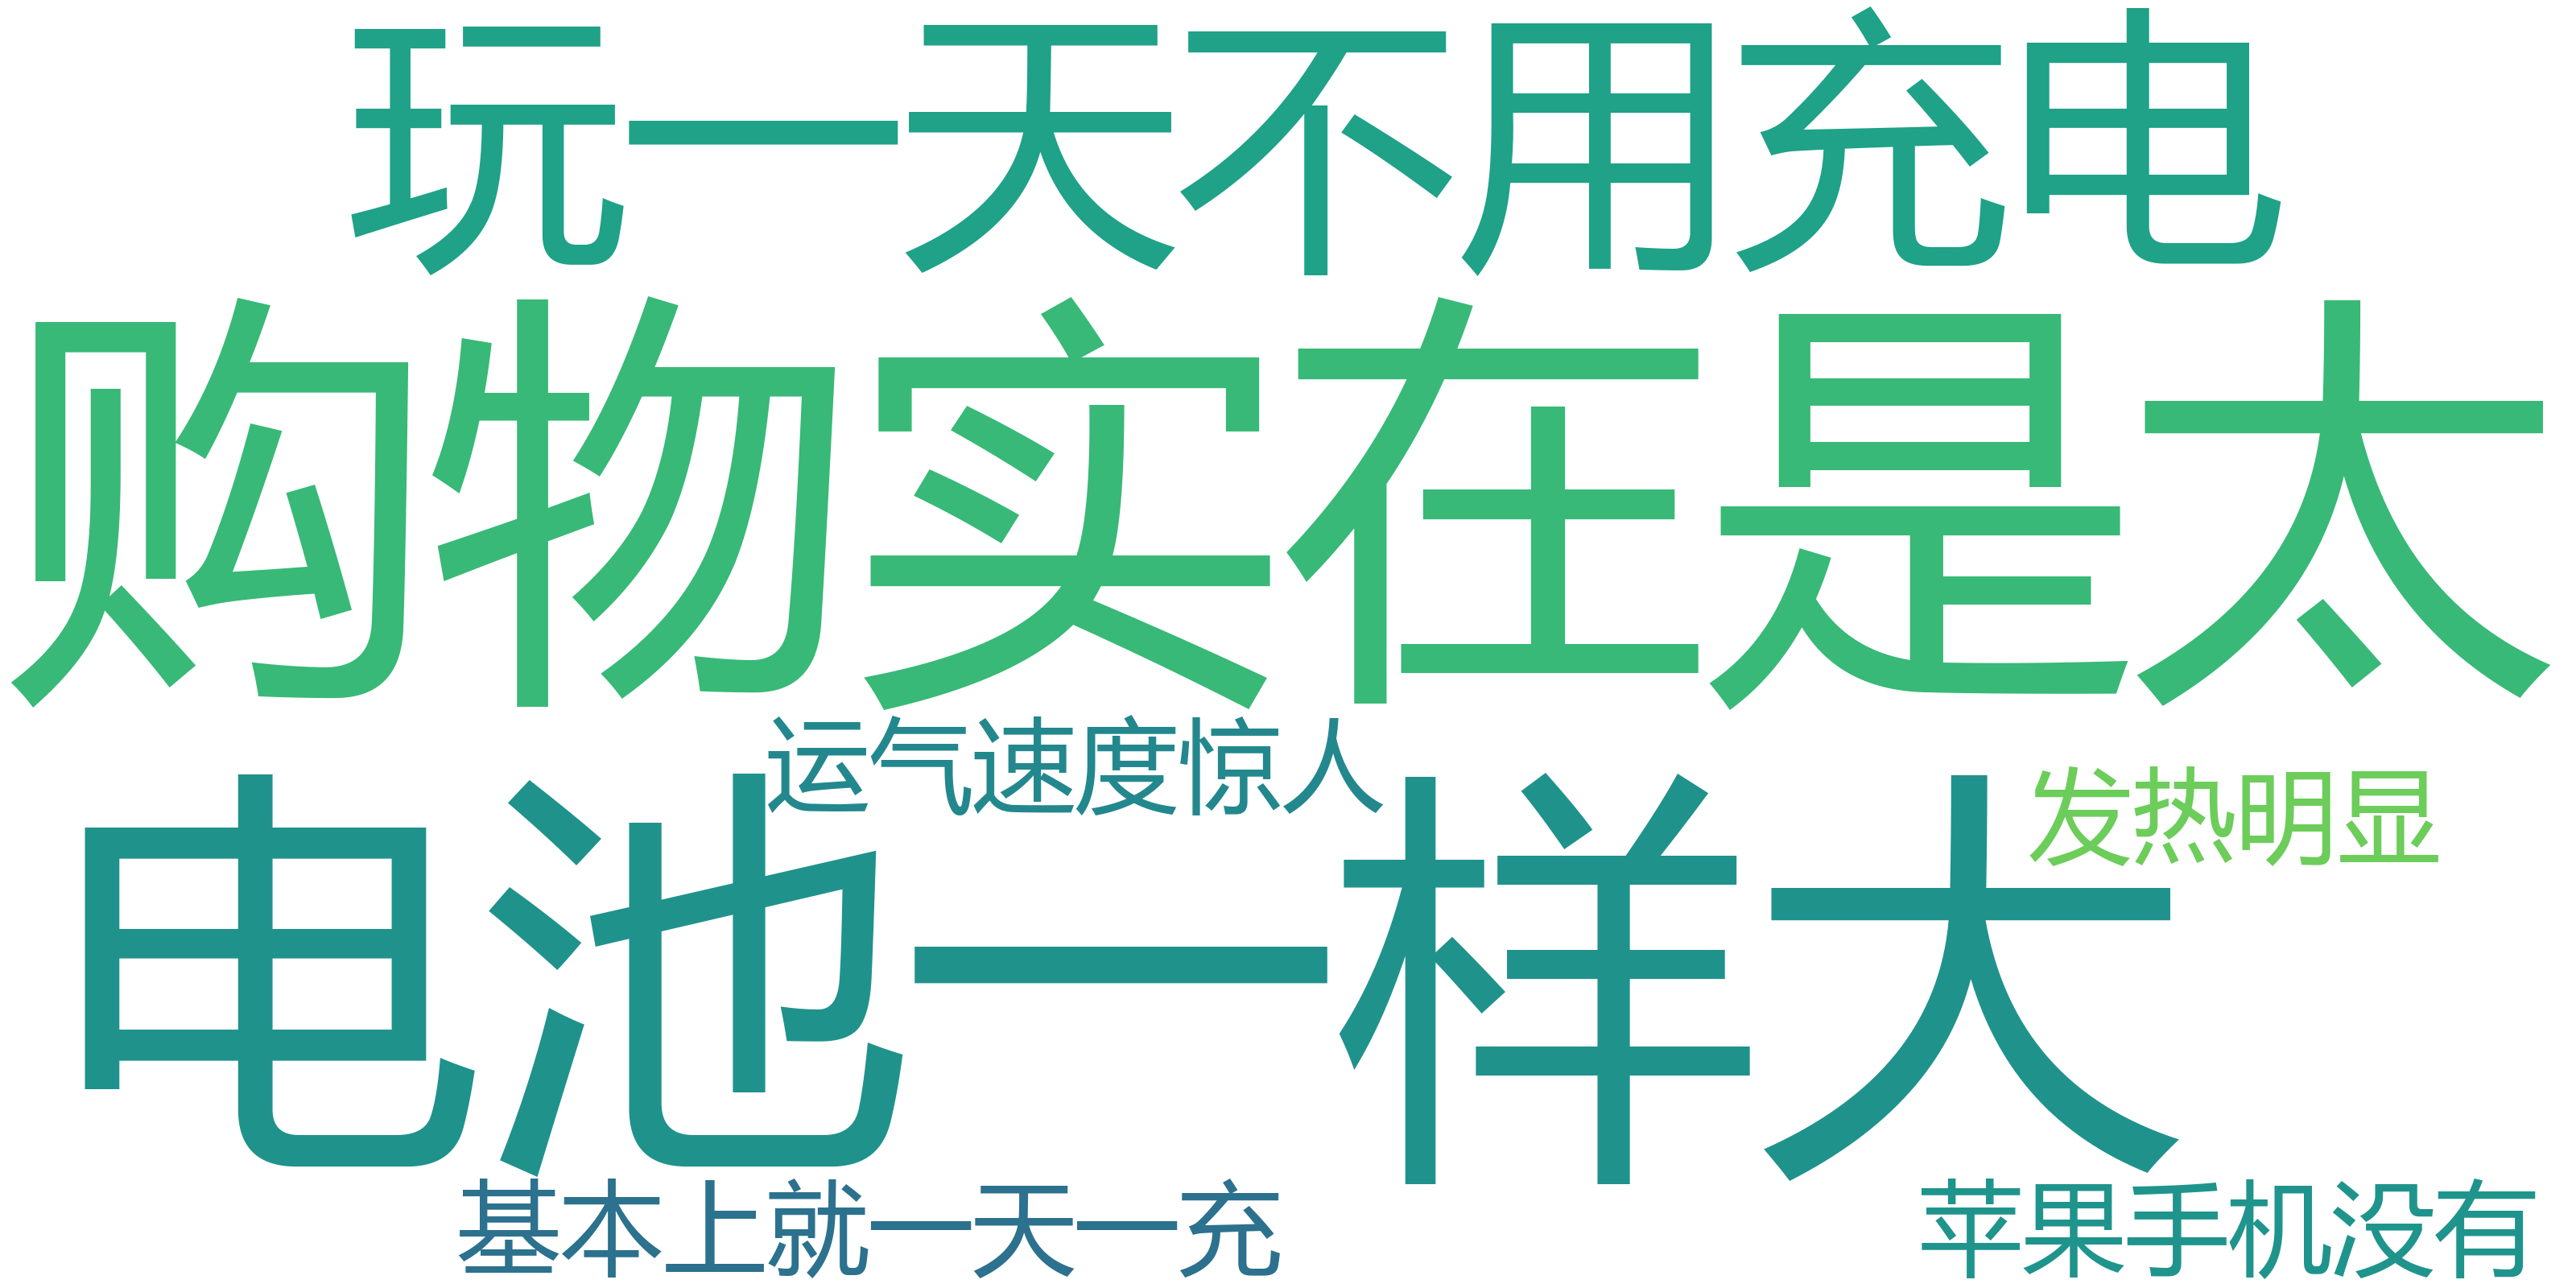 玩一天不用充电
购物实在是太
运气速度惊人
发热明显
电池一样大
基本上就一天一充
苹果手机没有